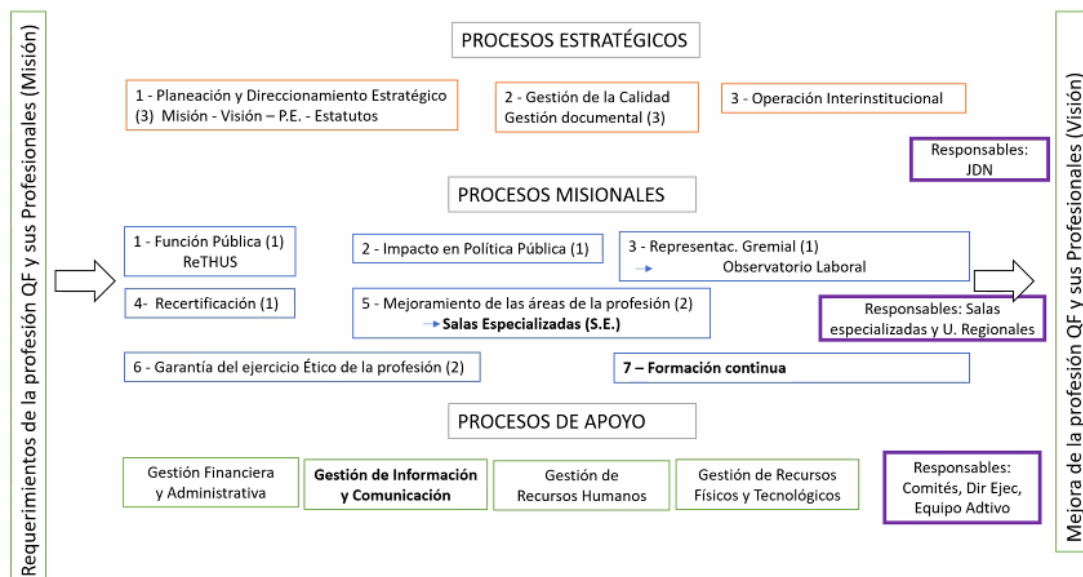 Requerimientos de la profesión QF y sus Profesionales (Misión)
PROCESOS ESTRATÉGICOS
1 - Planeación y Direccionamiento Estratégico
(3) Misión - Visión – P.E. - Estatutos
2 - Gestión de la Calidad
Gestión documental (3)
3 - Operación Interinstitucional
Responsables:
JDN
PROCESOS MISIONALES
1 - Función Pública (1)
ReTHUS
2 - Impacto en Política Pública (1)
3 - Representac. Gremial (1)
Observatorio Laboral
4- Recertificación (1)
5 - Mejoramiento de las áreas de la profesión (2)
Salas Especializadas (S.E.)
Responsables: Salas
especializadas y U. Regionales
6 - Garantía del ejercicio Ético de la profesión (2)
7 – Formación continua
PROCESOS DE APOYO
Gestión Financiera
y Administrativa
Gestión de Información
y Comunicación
Gestión de
Recursos Humanos
Gestión de Recursos
Físicos y Tecnológicos
Responsables:
Comités, Dir Ejec,
Equipo Adtivo
Mejora de la profesión QF y sus Profesionales (Visión)